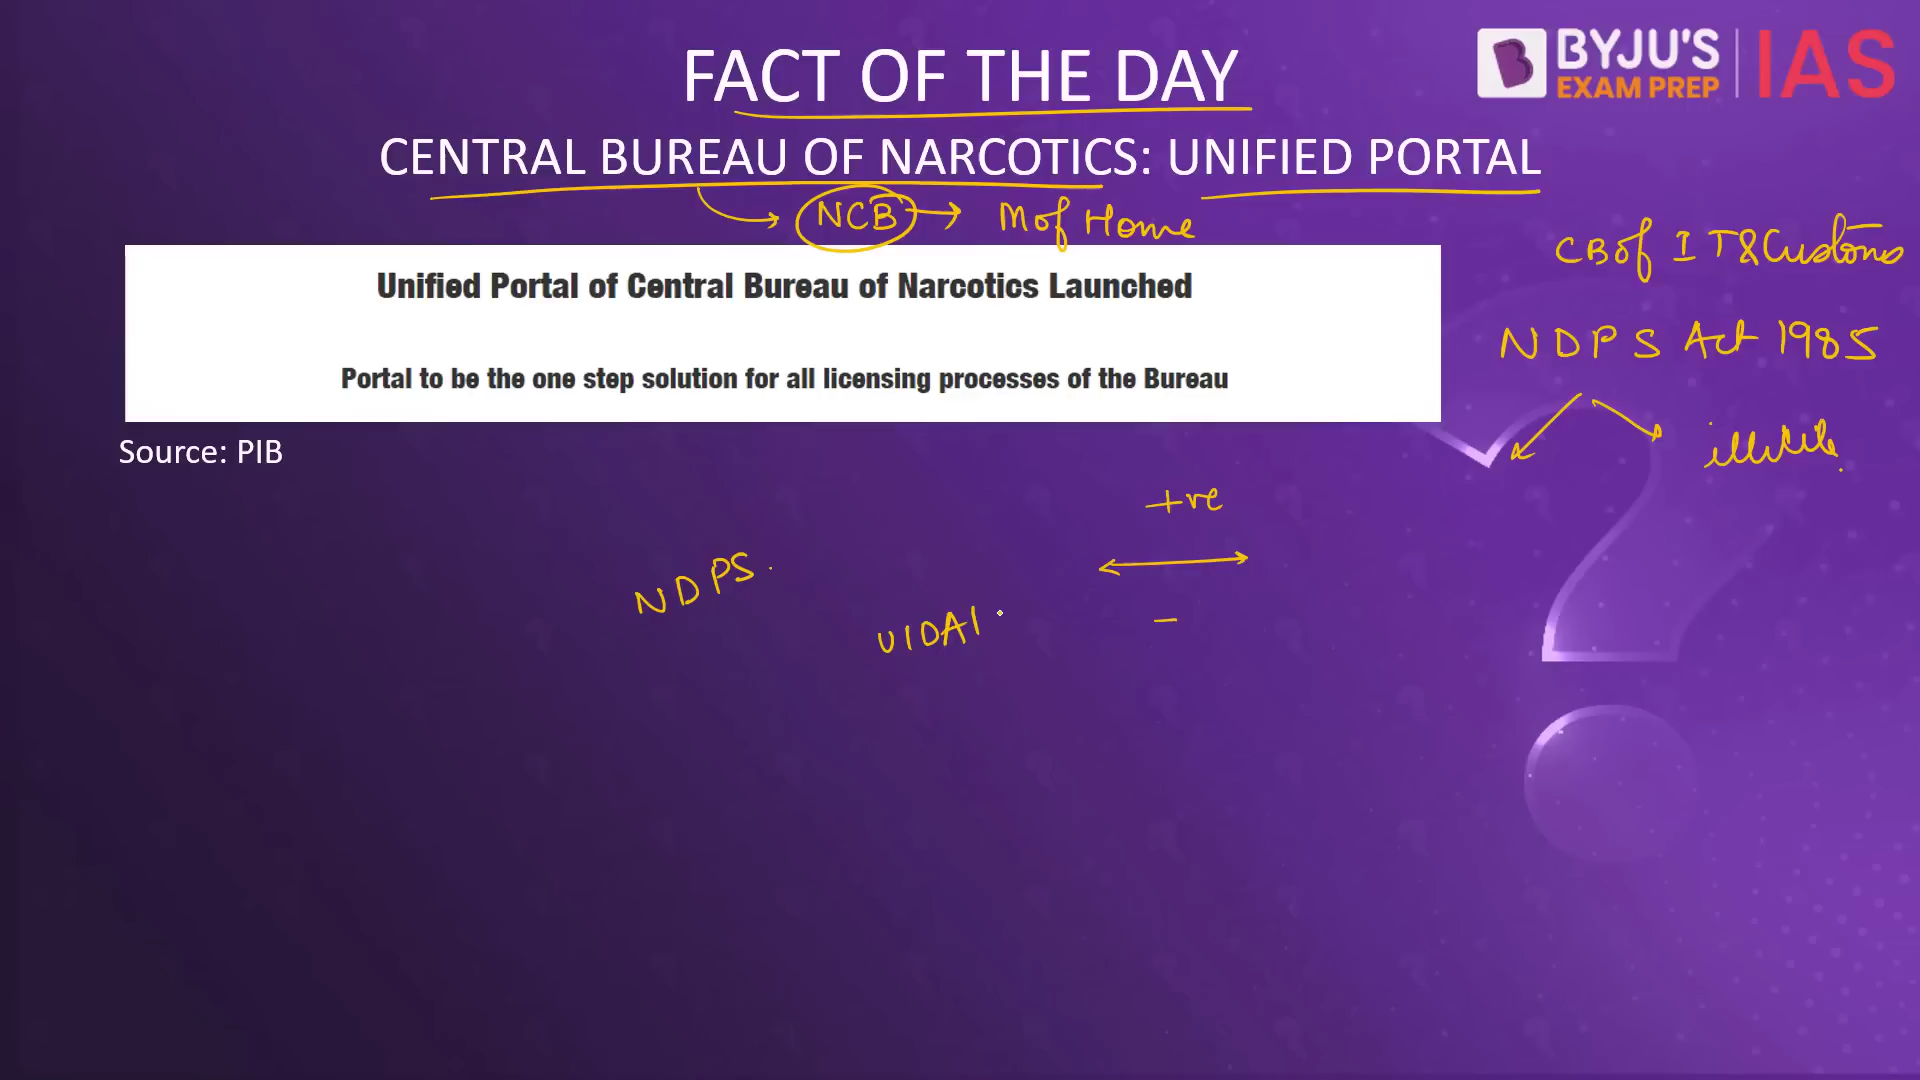 FACT OF THE DAY
BYJU'S
EXAM PREP
IAS
CENTRAL BUREAU OF NARCOTICS: UNIFIED PORTAL
NCB → M of Home
CB of I T & Customs
Unified Portal of Central Bureau of Narcotics Launched
NDPS Act 1985
Portal to be the one step solution for all licensing processes of the Bureau
Source: PIB
+ve
NDPS.
UIDAI
-